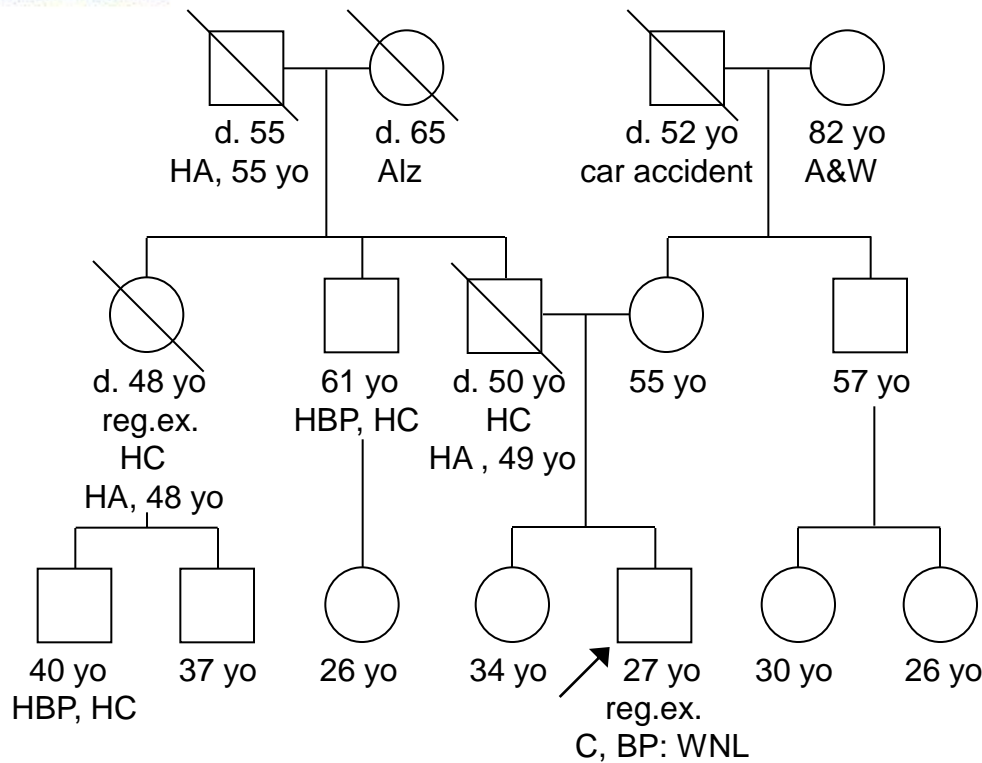 d. 55
HA, 55 yo
d. 65
Alz
d. 52 yo
car accident
82 yo
A&W
d. 48 yo
reg.ex.
HC
HA, 48 yo
61 yo
HBP, HC
d. 50 yo
HC
HA , 49 yo
55 yo
57 yo
40 yo
HBP, HC
37 yo
26 yo
34 yo
27 yo
reg.ex.
C, BP: WNL
30 yo
26 yo